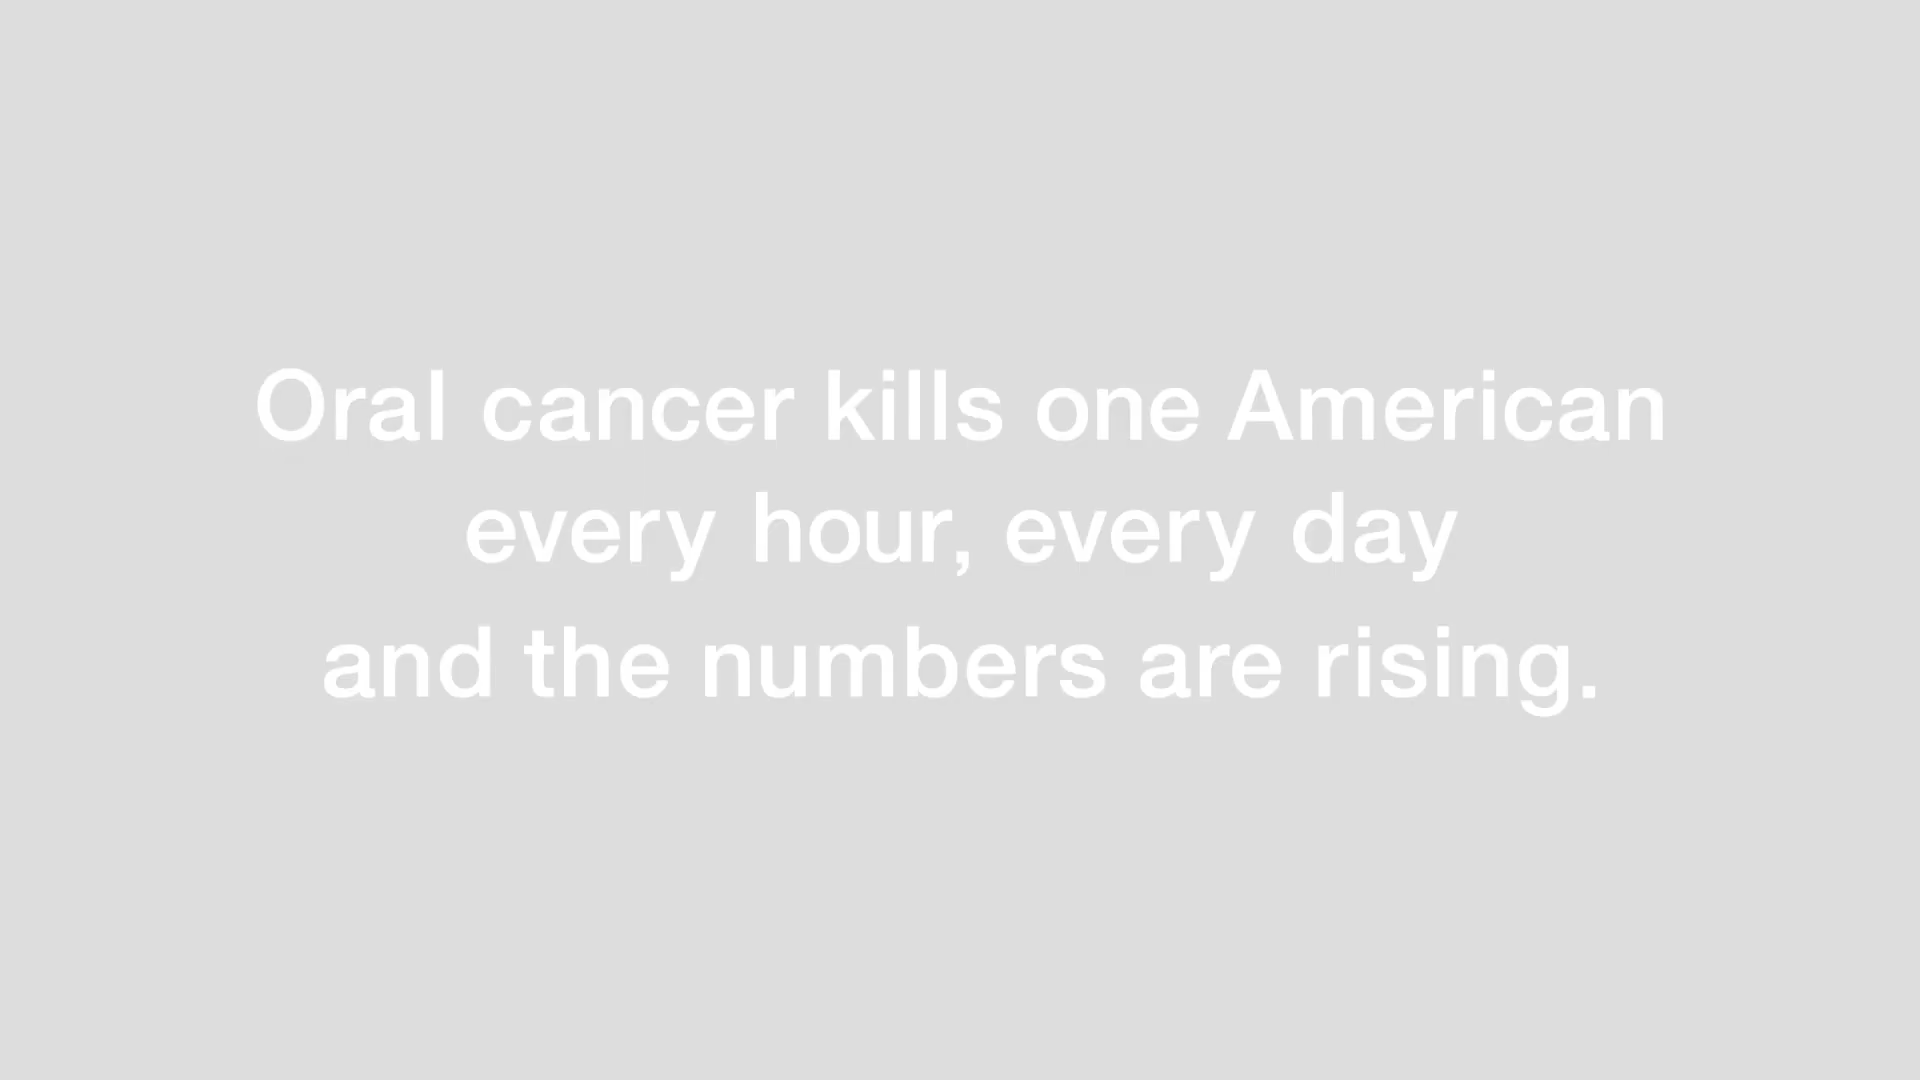 Oral cancer kills one American
every hour, every day
and the numbers are rising.